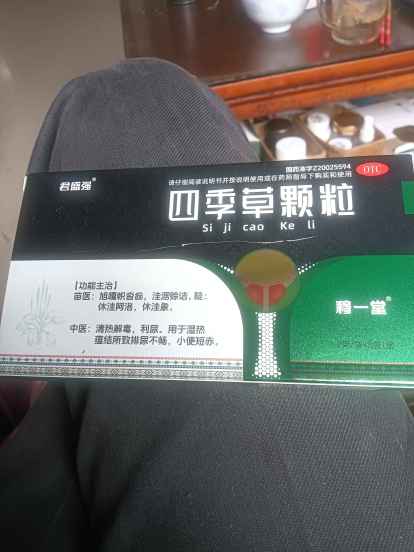 国药准字Z20025594
OTC
君盛强
请仔细阅读说明书并按说明使用或在药师指导下购买和使用
四季草颗粒
Si ji cao Ke li
【功能主治】
苗医：旭嘎帜沓痂，洼涸赊诘，靛：
休洼阿洛，休洼象。
中医：清热解毒，利尿。用于湿热
蕴结所致排尿不畅，小便短赤。
穆一堂